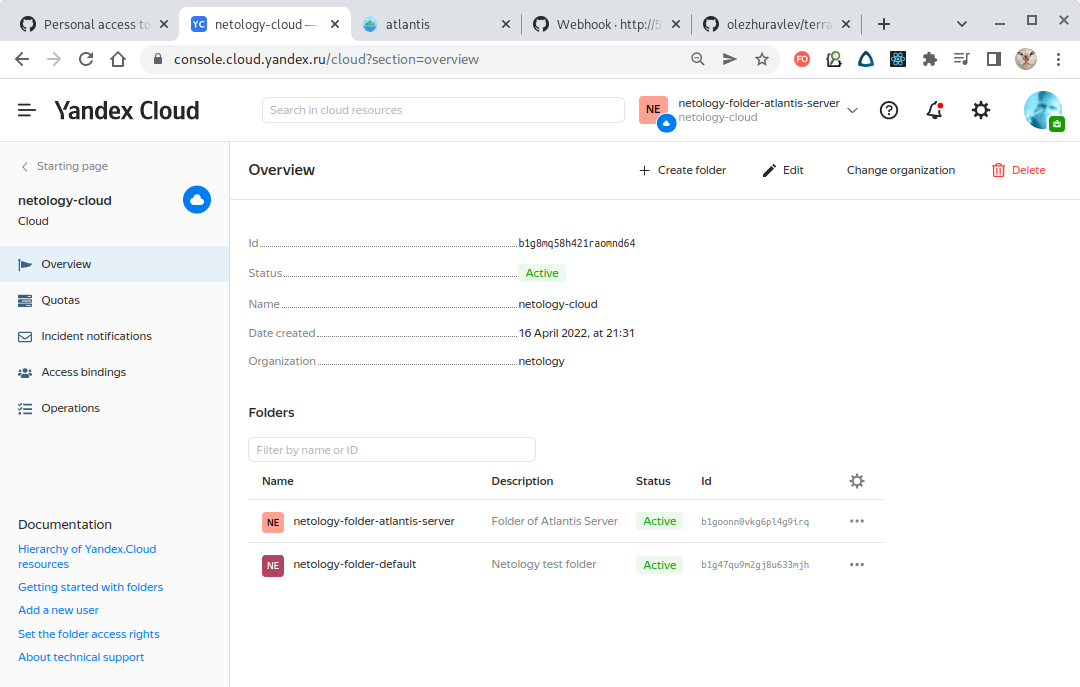 Personal access to
YC netology-cloud —
atlantis
Webhook · http://5
olezhuravlev/terra
console.cloud.yandex.ru/cloud?section=overview
FO
Yandex Cloud
Search in cloud resources
NE
netology-folder-atlantis-server
netology-cloud
Starting page
netology-cloud
Cloud
Overview
Quotas
Incident notifications
Access bindings
Operations
Documentation
Hierarchy of Yandex.Cloud
resources
Getting started with folders
Add a new user
Set the folder access rights
About technical support
Overview
Create folder
Edit
Change organization
Delete
Id b1g8mq58h421raomnd64
Status Active
Name netology-cloud
Date created 16 April 2022, at 21:31
Organization netology
Folders
Filter by name or ID
Name Description Status Id
NE netology-folder-atlantis-server Folder of Atlantis Server Active b1goonn0vkg6pl4g9irq
NE netology-folder-default Netology test folder Active b1g47qu9m2gj8u633mjh